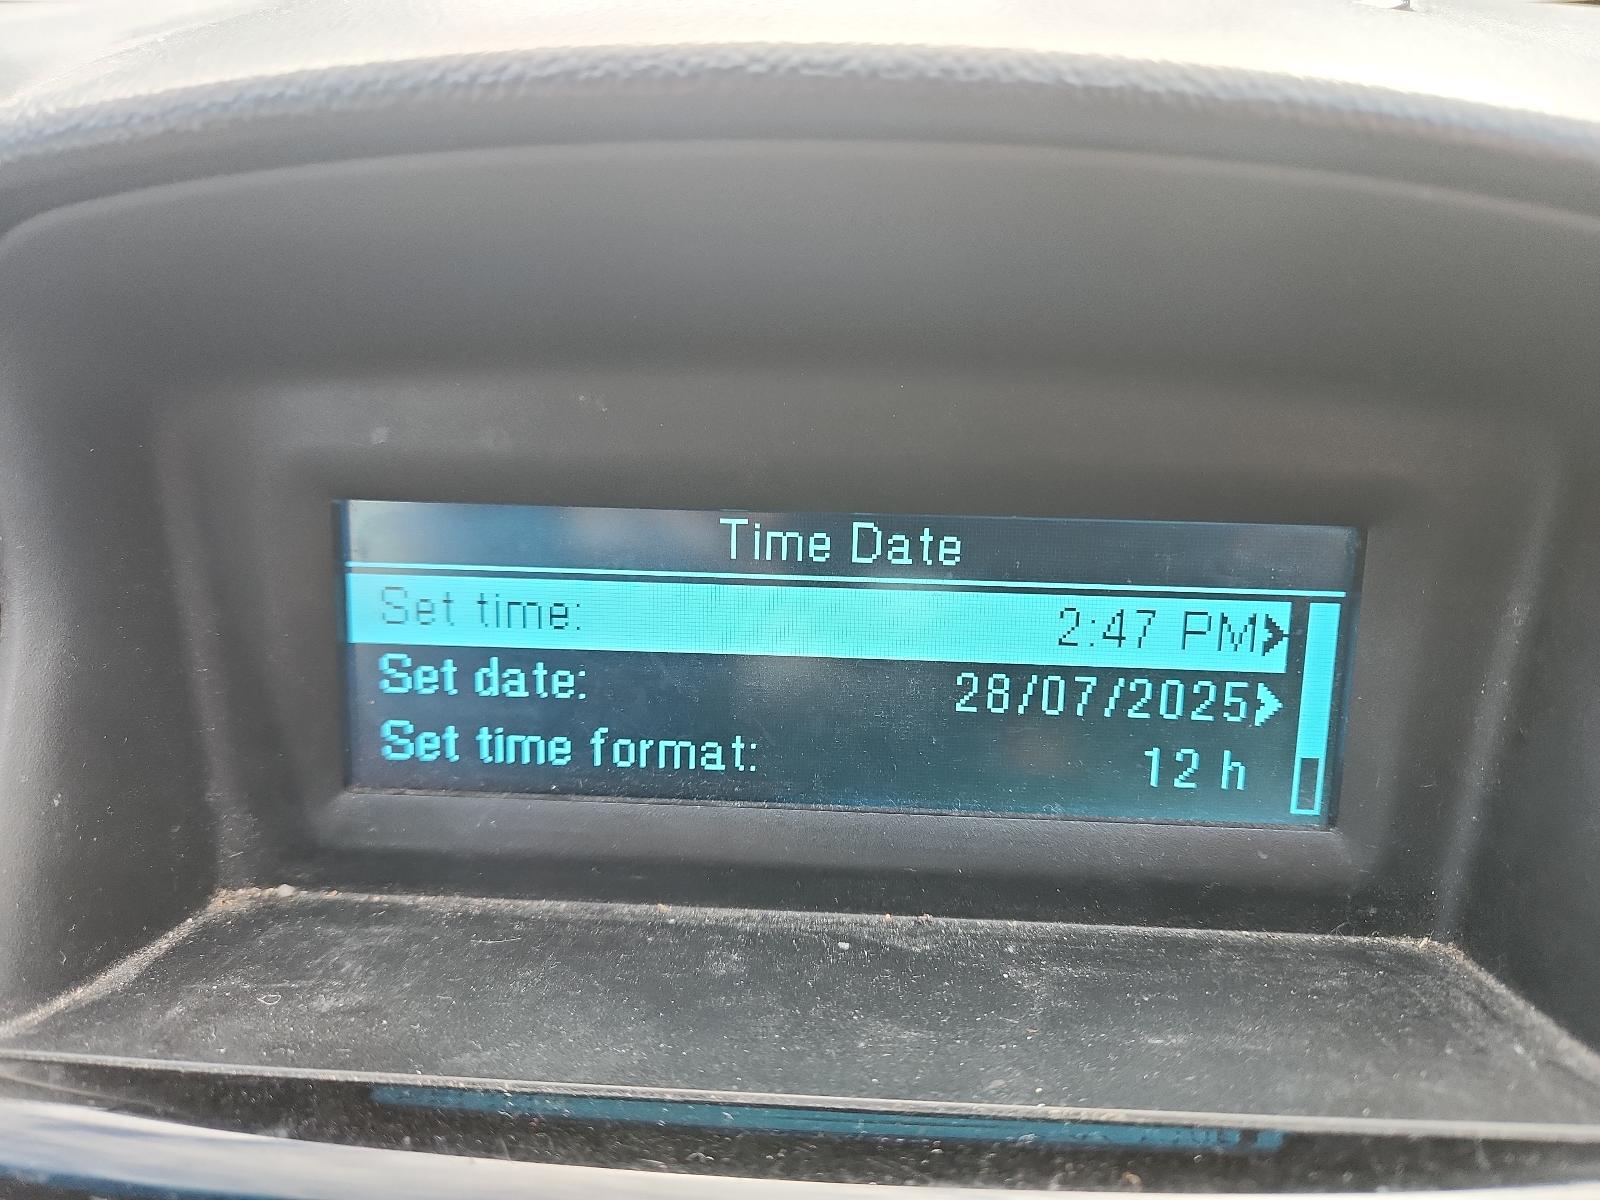 Time Date
Set time: 2:47 PM
Set date: 28/07/2025
Set time format: 12 h